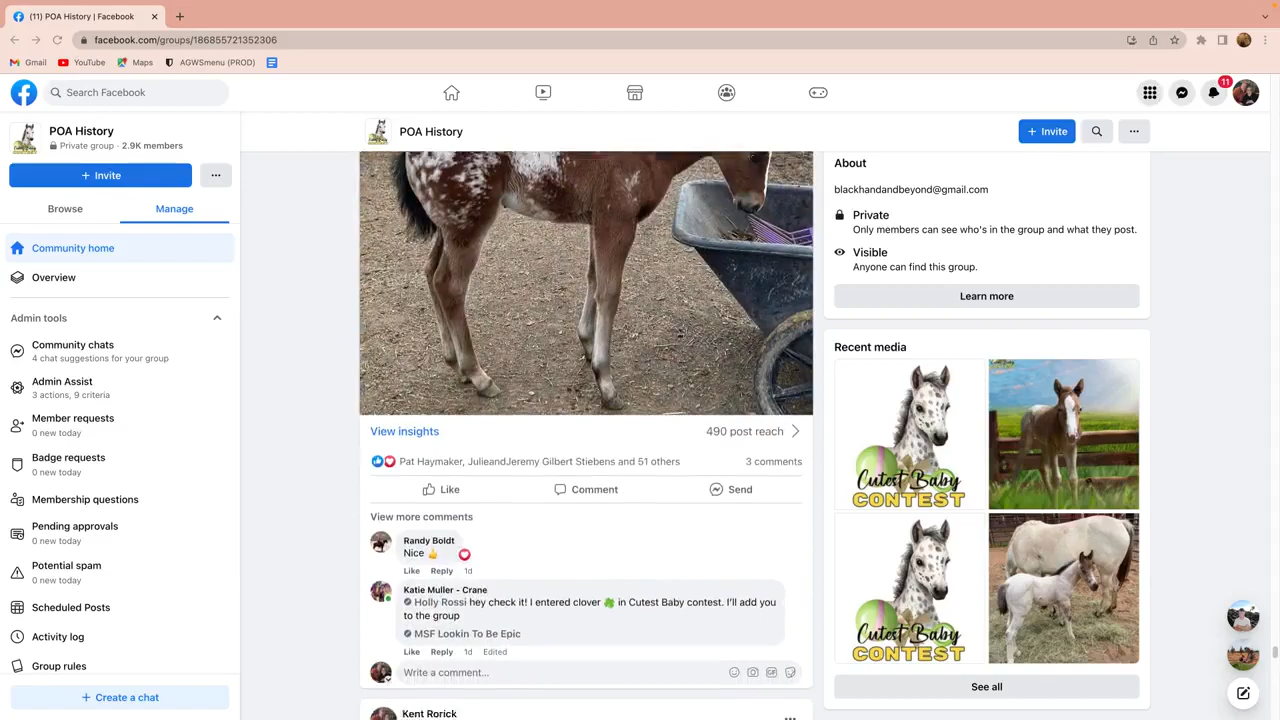 (11) POA History | Facebook
facebook.com/groups/186855721352306
Gmail
YouTube
Maps
AGWSmenu (PROD)
Search Facebook
11
POA History
Private group · 2.9K members
+ Invite
Browse
Manage
Community home
Overview
Admin tools
Community chats
4 chat suggestions for your group
Admin Assist
3 actions, 9 criteria
Member requests
0 new today
Badge requests
0 new today
Membership questions
Pending approvals
0 new today
Potential spam
0 new today
Scheduled Posts
Activity log
Group rules
+ Create a chat
POA History
+ Invite
View insights
490 post reach
Pat Haymaker, JulieandJeremy Gilbert Stiebens and 51 others
3 comments
Like
Comment
Send
View more comments
Randy Boldt
Nice 👍
Like Reply 1d
Katie Muller - Crane
Holly Rossi hey check it! I entered clover 🍀 in Cutest Baby contest. I'll add you
to the group
MSF Lookin To Be Epic
Like Reply 1d Edited
Write a comment...
Kent Rorick
About
blackhandandbeyond@gmail.com
Private
Only members can see who's in the group and what they post.
Visible
Anyone can find this group.
Learn more
Recent media
Cutest Baby
CONTEST
Cutest Baby
CONTEST
See all